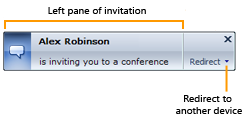 Left pane of invitation
Alex Robinson
is inviting you to a conference
Redirect
Redirect to
another device